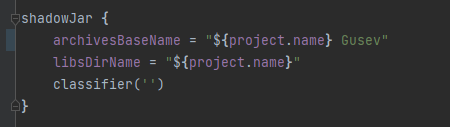 shadowJar {
archivesBaseName = "${project.name} Gusev"
libsDirName = "${project.name}"
classifier('')
}